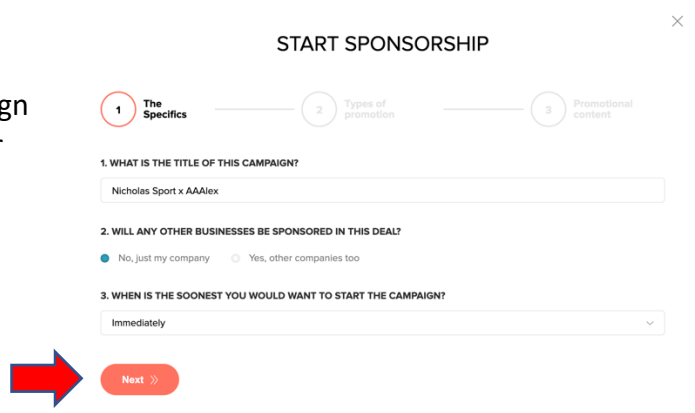 START SPONSORSHIP
gn
1 The Specifics
2 Types of promotion
3 Promotional content
1. WHAT IS THE TITLE OF THIS CAMPAIGN?
Nicholas Sport x AAAlex
2. WILL ANY OTHER BUSINESSES BE SPONSORED IN THIS DEAL?
No, just my company Yes, other companies too
3. WHEN IS THE SOONEST YOU WOULD WANT TO START THE CAMPAIGN?
Immediately
Next »